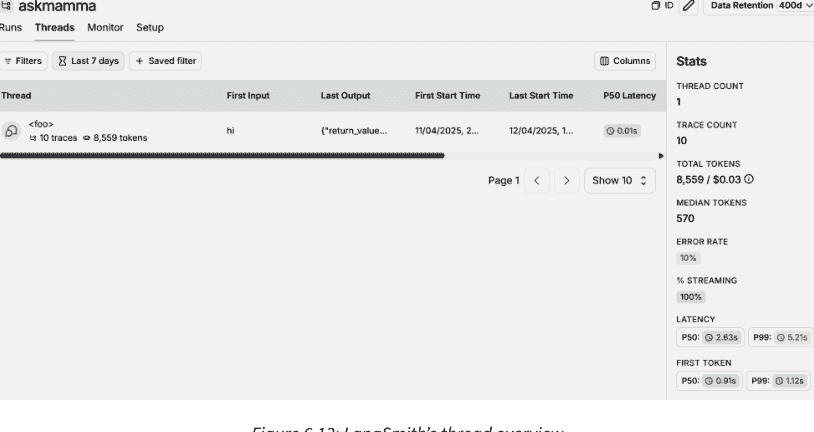 askmamma
ID
Data Retention 400d
Runs Threads Monitor Setup
Filters Last 7 days + Saved filter Columns
Thread First Input Last Output First Start Time Last Start Time P50 Latency
<foo>
10 traces 8,559 tokens
hi {"return_value... 11/04/2025, 2... 12/04/2025, 1... 0.01s
Page 1 < > Show 10
Stats
THREAD COUNT
1
TRACE COUNT
10
TOTAL TOKENS
8,559 / $0.03
MEDIAN TOKENS
570
ERROR RATE
10%
% STREAMING
100%
LATENCY
P50: 2.63s P99: 5.21s
FIRST TOKEN
P50: 0.91s P99: 1.12s
LangSmith's thread overview